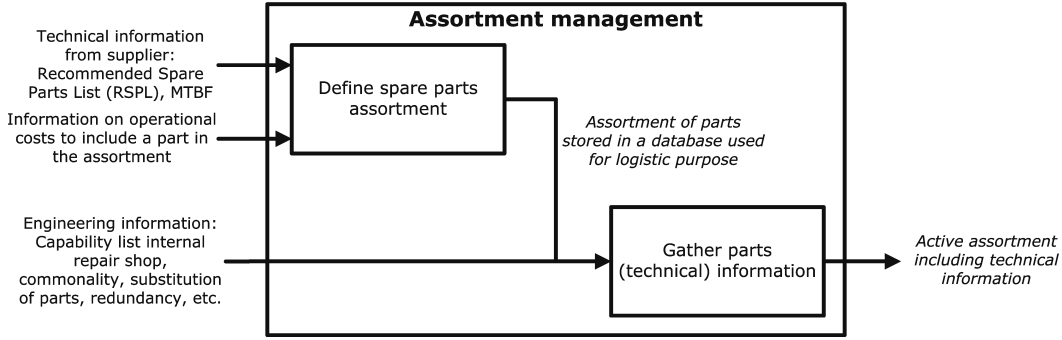 Assortment management
Technical information
from supplier:
Recommended Spare
Parts List (RSPL), MTBF
Define spare parts
assortment
Information on operational
costs to include a part in
the assortment
Assortment of parts
stored in a database used
for logistic purpose
Engineering information:
Capability list internal
repair shop,
commonality, substitution
of parts, redundancy, etc.
Gather parts
(technical) information
Active assortment
including technical
information